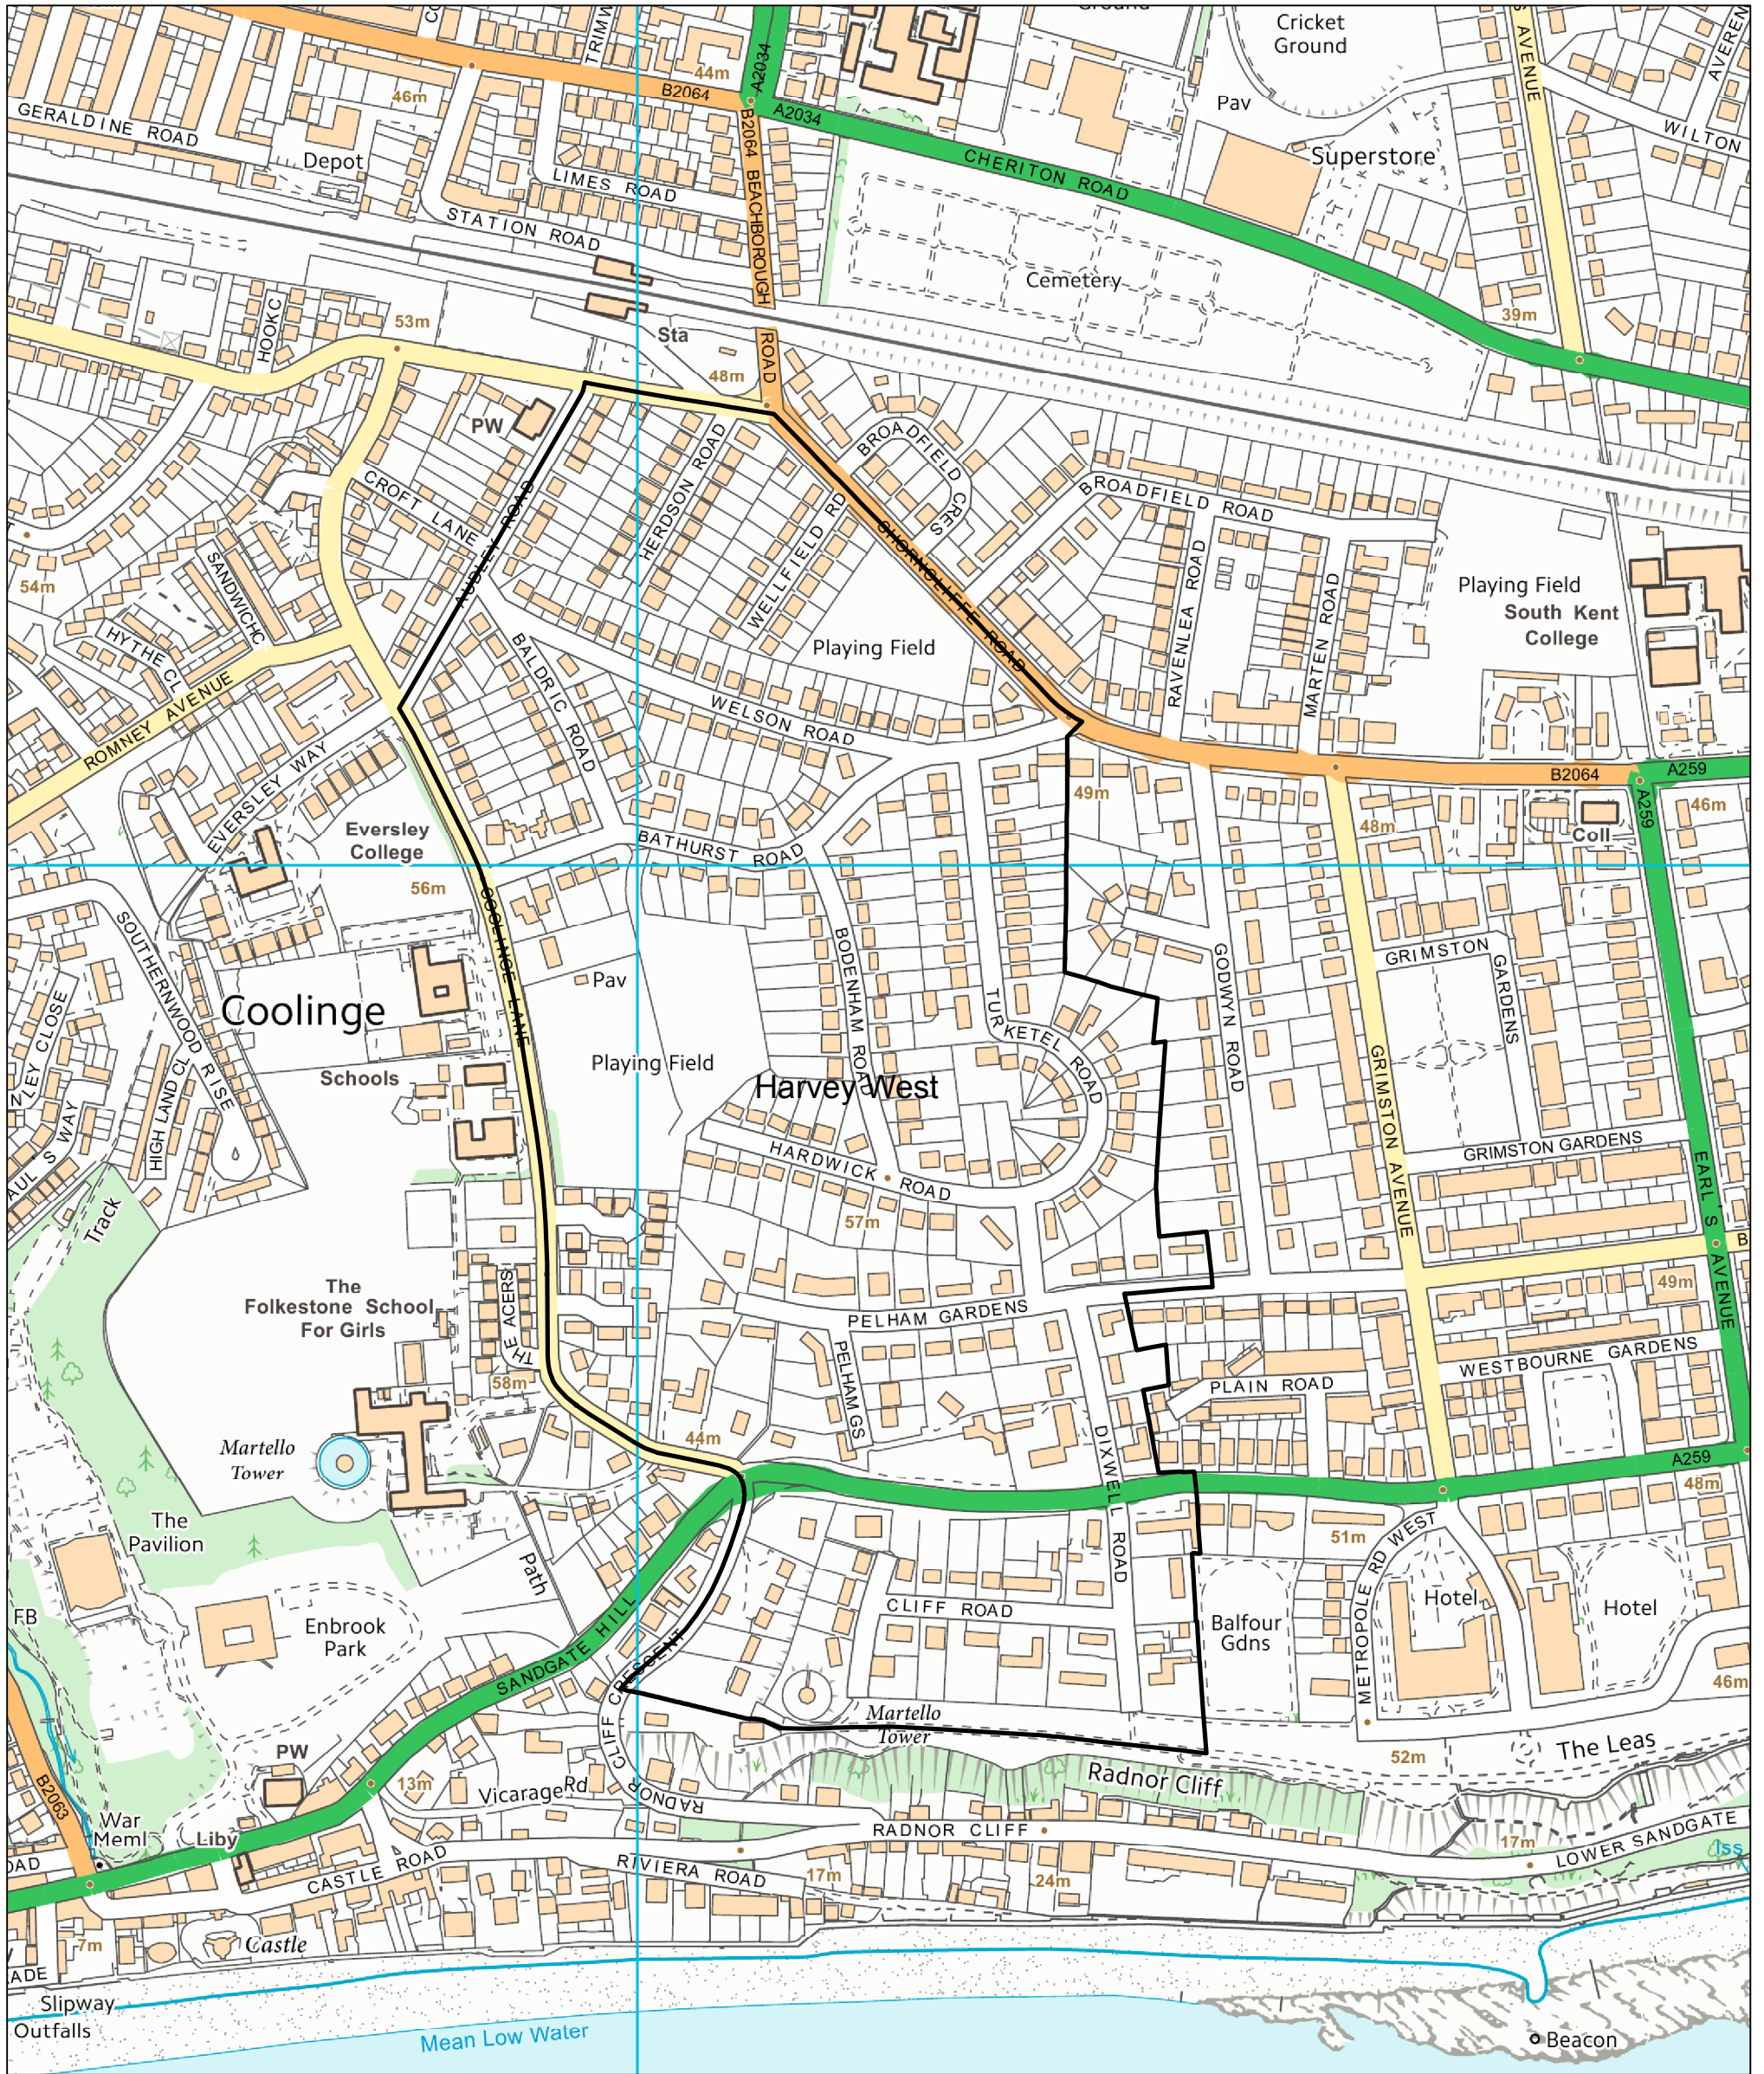 Ground
Cricket
Ground
AVENUE
A2034
44m
46m
B2064
A2034
Pav
WILTON
GERALDINE ROAD
Depot
LIMES ROAD
B2064 BEACHBOROUGH
CHERITON ROAD
Superstore
STATION ROAD
Cemetery
39m
53m
Sta
ROAD
48m
PW
HERDSON ROAD
BROADFIELD CRES
CROFT LANE
AUDLEY ROAD
WELLFIELD RD
BROADFIELD ROAD
SHORNCLIFFE ROAD
54m
Playing Field
South Kent
College
RAVENLEA ROAD
MARTEN ROAD
HYTHE CL
BALDRIC ROAD
Playing Field
ROMNEY AVENUE
WELSON ROAD
EVERSLEY WAY
B2064
A259
A259
49m
48m
46m
Coll
Eversley
College
BATHURST ROAD
56m
COOLINGE LANE
SOUTHERNWOOD RISE
BODENHAM ROAD
GODWYN ROAD
GRIMSTON
GARDENS
Coolinge
Pav
TURKETEL ROAD
Playing Field
Schools
Harvey West
GRIMSTON AVENUE
HIGHLAND CL
HARDWICK ROAD
GRIMSTON GARDENS
EARL'S AVENUE
Track
57m
The
Folkestone School
For Girls
THE ACERS
49m
PELHAM GARDENS
PELHAM GS
WESTBOURNE GARDENS
58m
PLAIN ROAD
Martello
Tower
44m
DIXWEL ROAD
A259
48m
The
Pavilion
51m
Path
METROPOLE RD WEST
FB
Enbrook
Park
CLIFF ROAD
Balfour
Gdns
Hotel
Hotel
SANDGATE HILL
46m
RADNOR CLIFF CRESCENT
Martello
Tower
52m
The Leas
PW
B2063
13m
Vicarage Rd
Radnor Cliff
War
Meml
Liby
RADNOR CLIFF
17m
LOWER SANDGATE
Iss
CASTLE ROAD
RIVIERA ROAD
17m
24m
7m
Castle
Slipway
Outfalls
Mean Low Water
Beacon